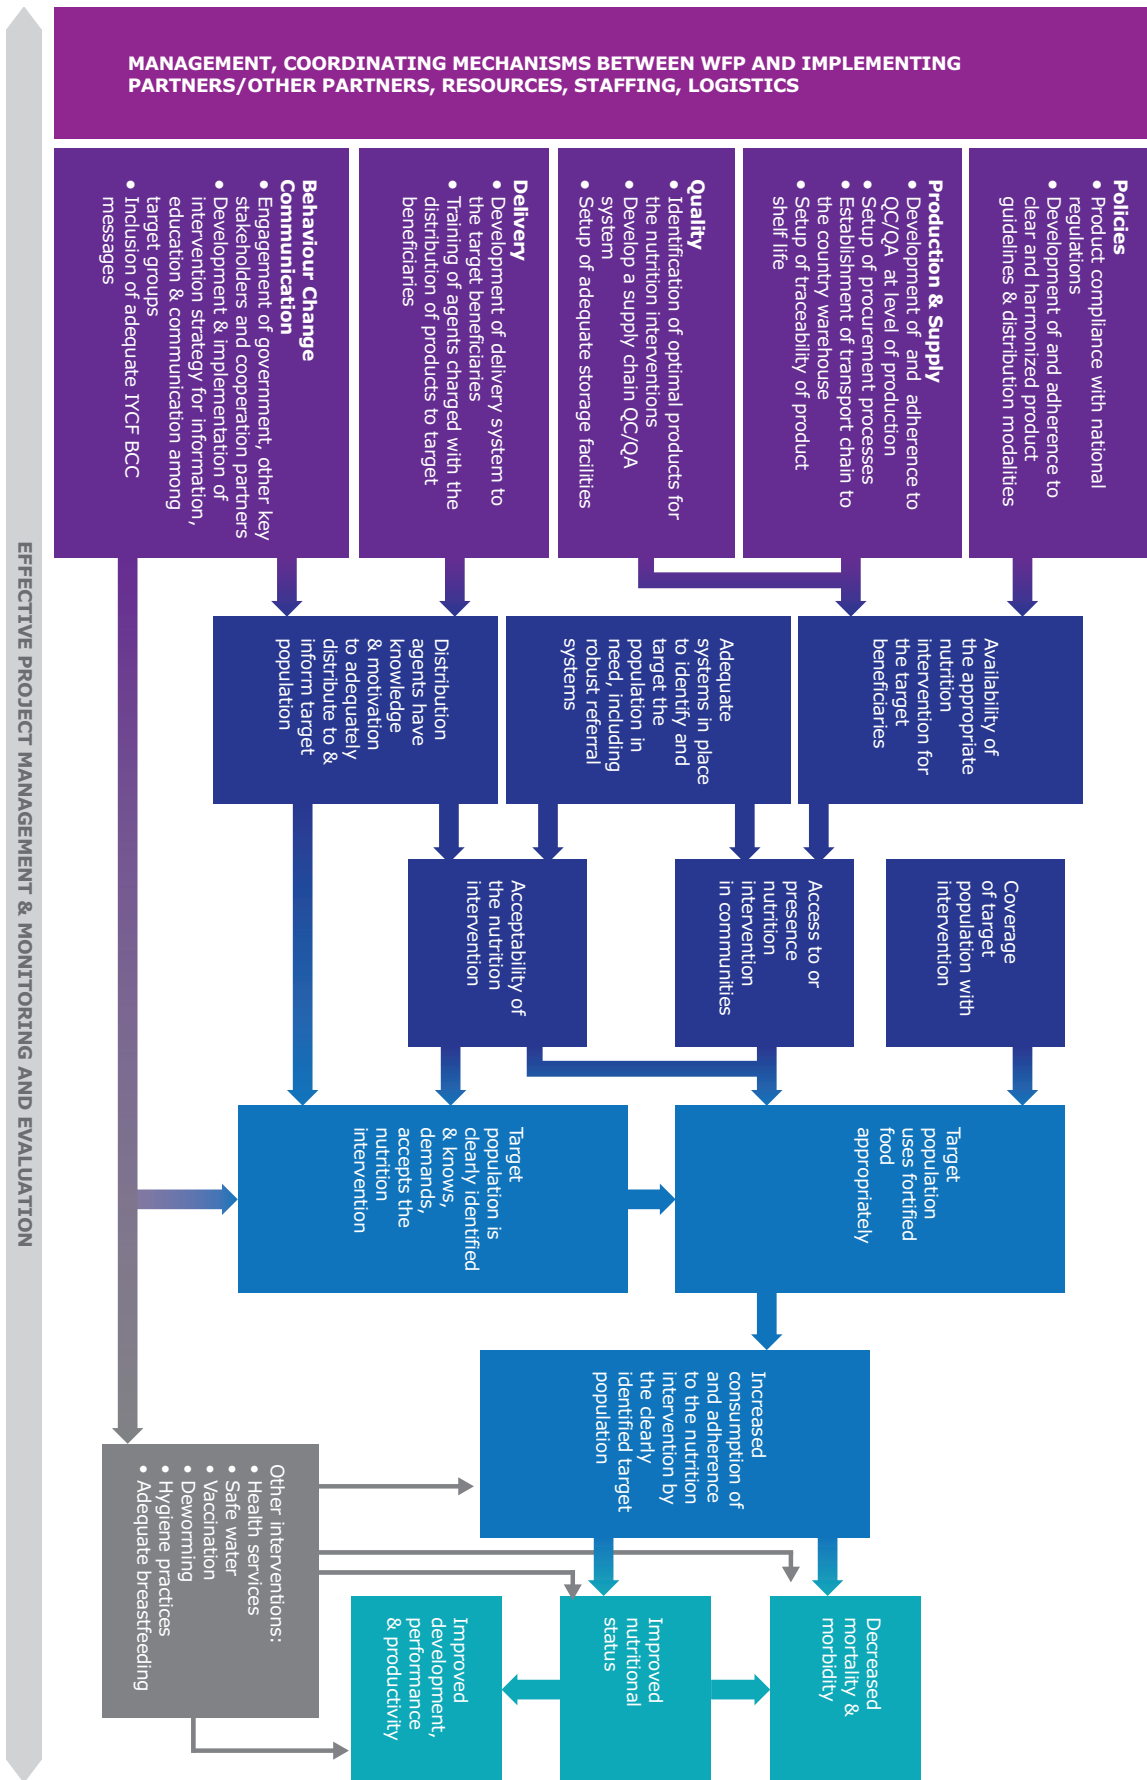 MANAGEMENT, COORDINATING MECHANISMS BETWEEN WFP AND IMPLEMENTING
PARTNERS/OTHER PARTNERS, RESOURCES, STAFFING, LOGISTICS
Policies
• Product compliance with national
regulations
• Development of and adherence to
clear and harmonized product
guidelines & distribution modalities
Production & Supply
• Development of and adherence to
QC/QA at level of production
• Setup of procurement processes
• Establishment of transport chain to
the country warehouse
• Setup of traceability of product
shelf life
Quality
• Identification of optimal products for
the nutrition interventions
• Develop a supply chain QC/QA
system
• Setup of adequate storage facilities
Delivery
• Development of delivery system to
the target beneficiaries
• Training of agents charged with the
distribution of products to target
beneficiaries
Behaviour Change
Communication
• Engagement of government, other key
stakeholders and cooperation partners
• Development & implementation of
intervention strategy for information,
education & communication among
target groups
• Inclusion of adequate IYCF BCC
messages
Availability of
the appropriate
nutrition
intervention for
the target
beneficiaries
Adequate
systems in place
to identify and
target the
population in
need, including
robust referral
systems
Distribution
agents have
knowledge
& motivation
to adequately
distribute to &
inform target
population
Coverage
of target
population with
intervention
Access to or
presence
nutrition
intervention
in communities
Acceptability of
the nutrition
intervention
Target
population
uses fortified
food
appropriately
Target
population is
clearly identified
& knows,
demands,
accepts the
nutrition
intervention
Increased
consumption of
and adherence
to the nutrition
intervention by
the clearly
identified target
population
Other interventions:
• Health services
• Safe water
• Vaccination
• Deworming
• Hygiene practices
• Adequate breastfeeding
Decreased
mortality &
morbidity
Improved
nutritional
status
Improved
development,
performance
& productivity
EFFECTIVE PROJECT MANAGEMENT & MONITORING AND EVALUATION